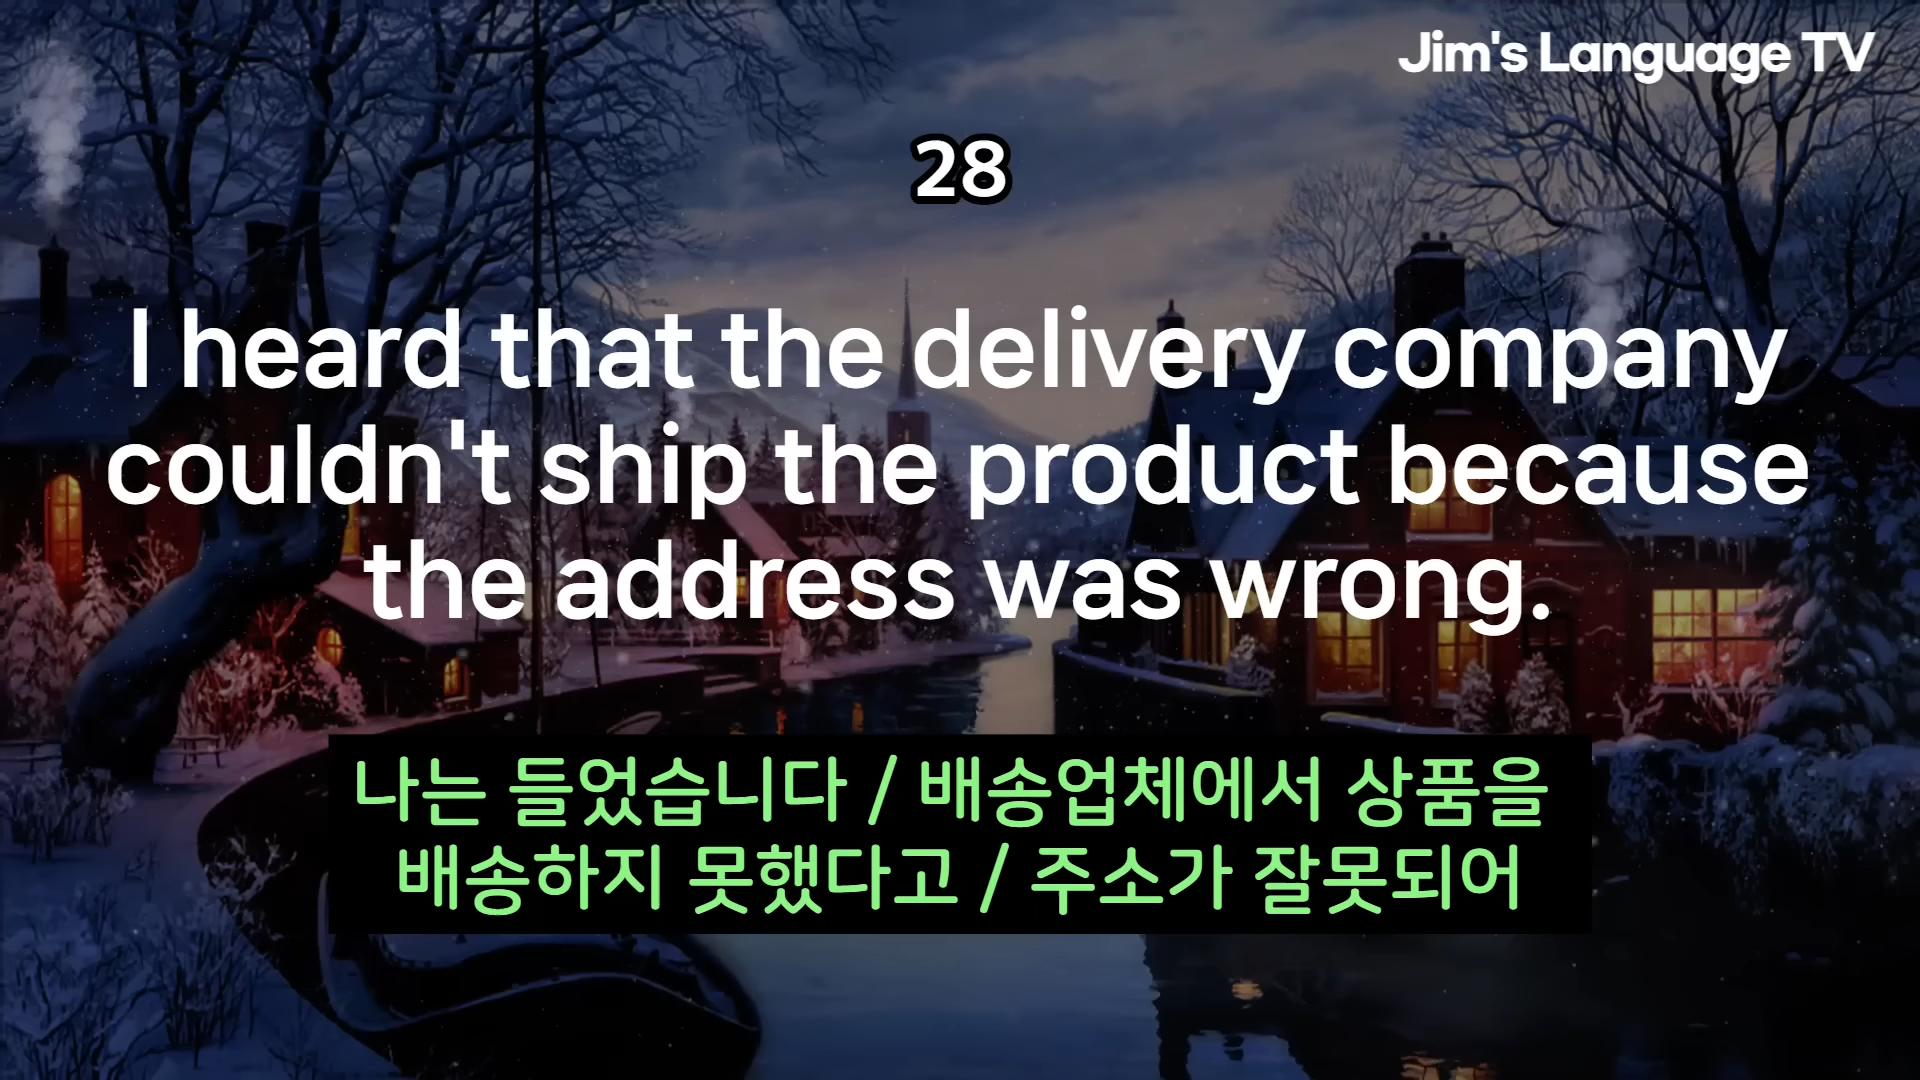 Jim's Language TV
28
I heard that the delivery company
couldn't ship the product because
the address was wrong.
나는 들었습니다 / 배송업체에서 상품을
배송하지 못했다고 / 주소가 잘못되어